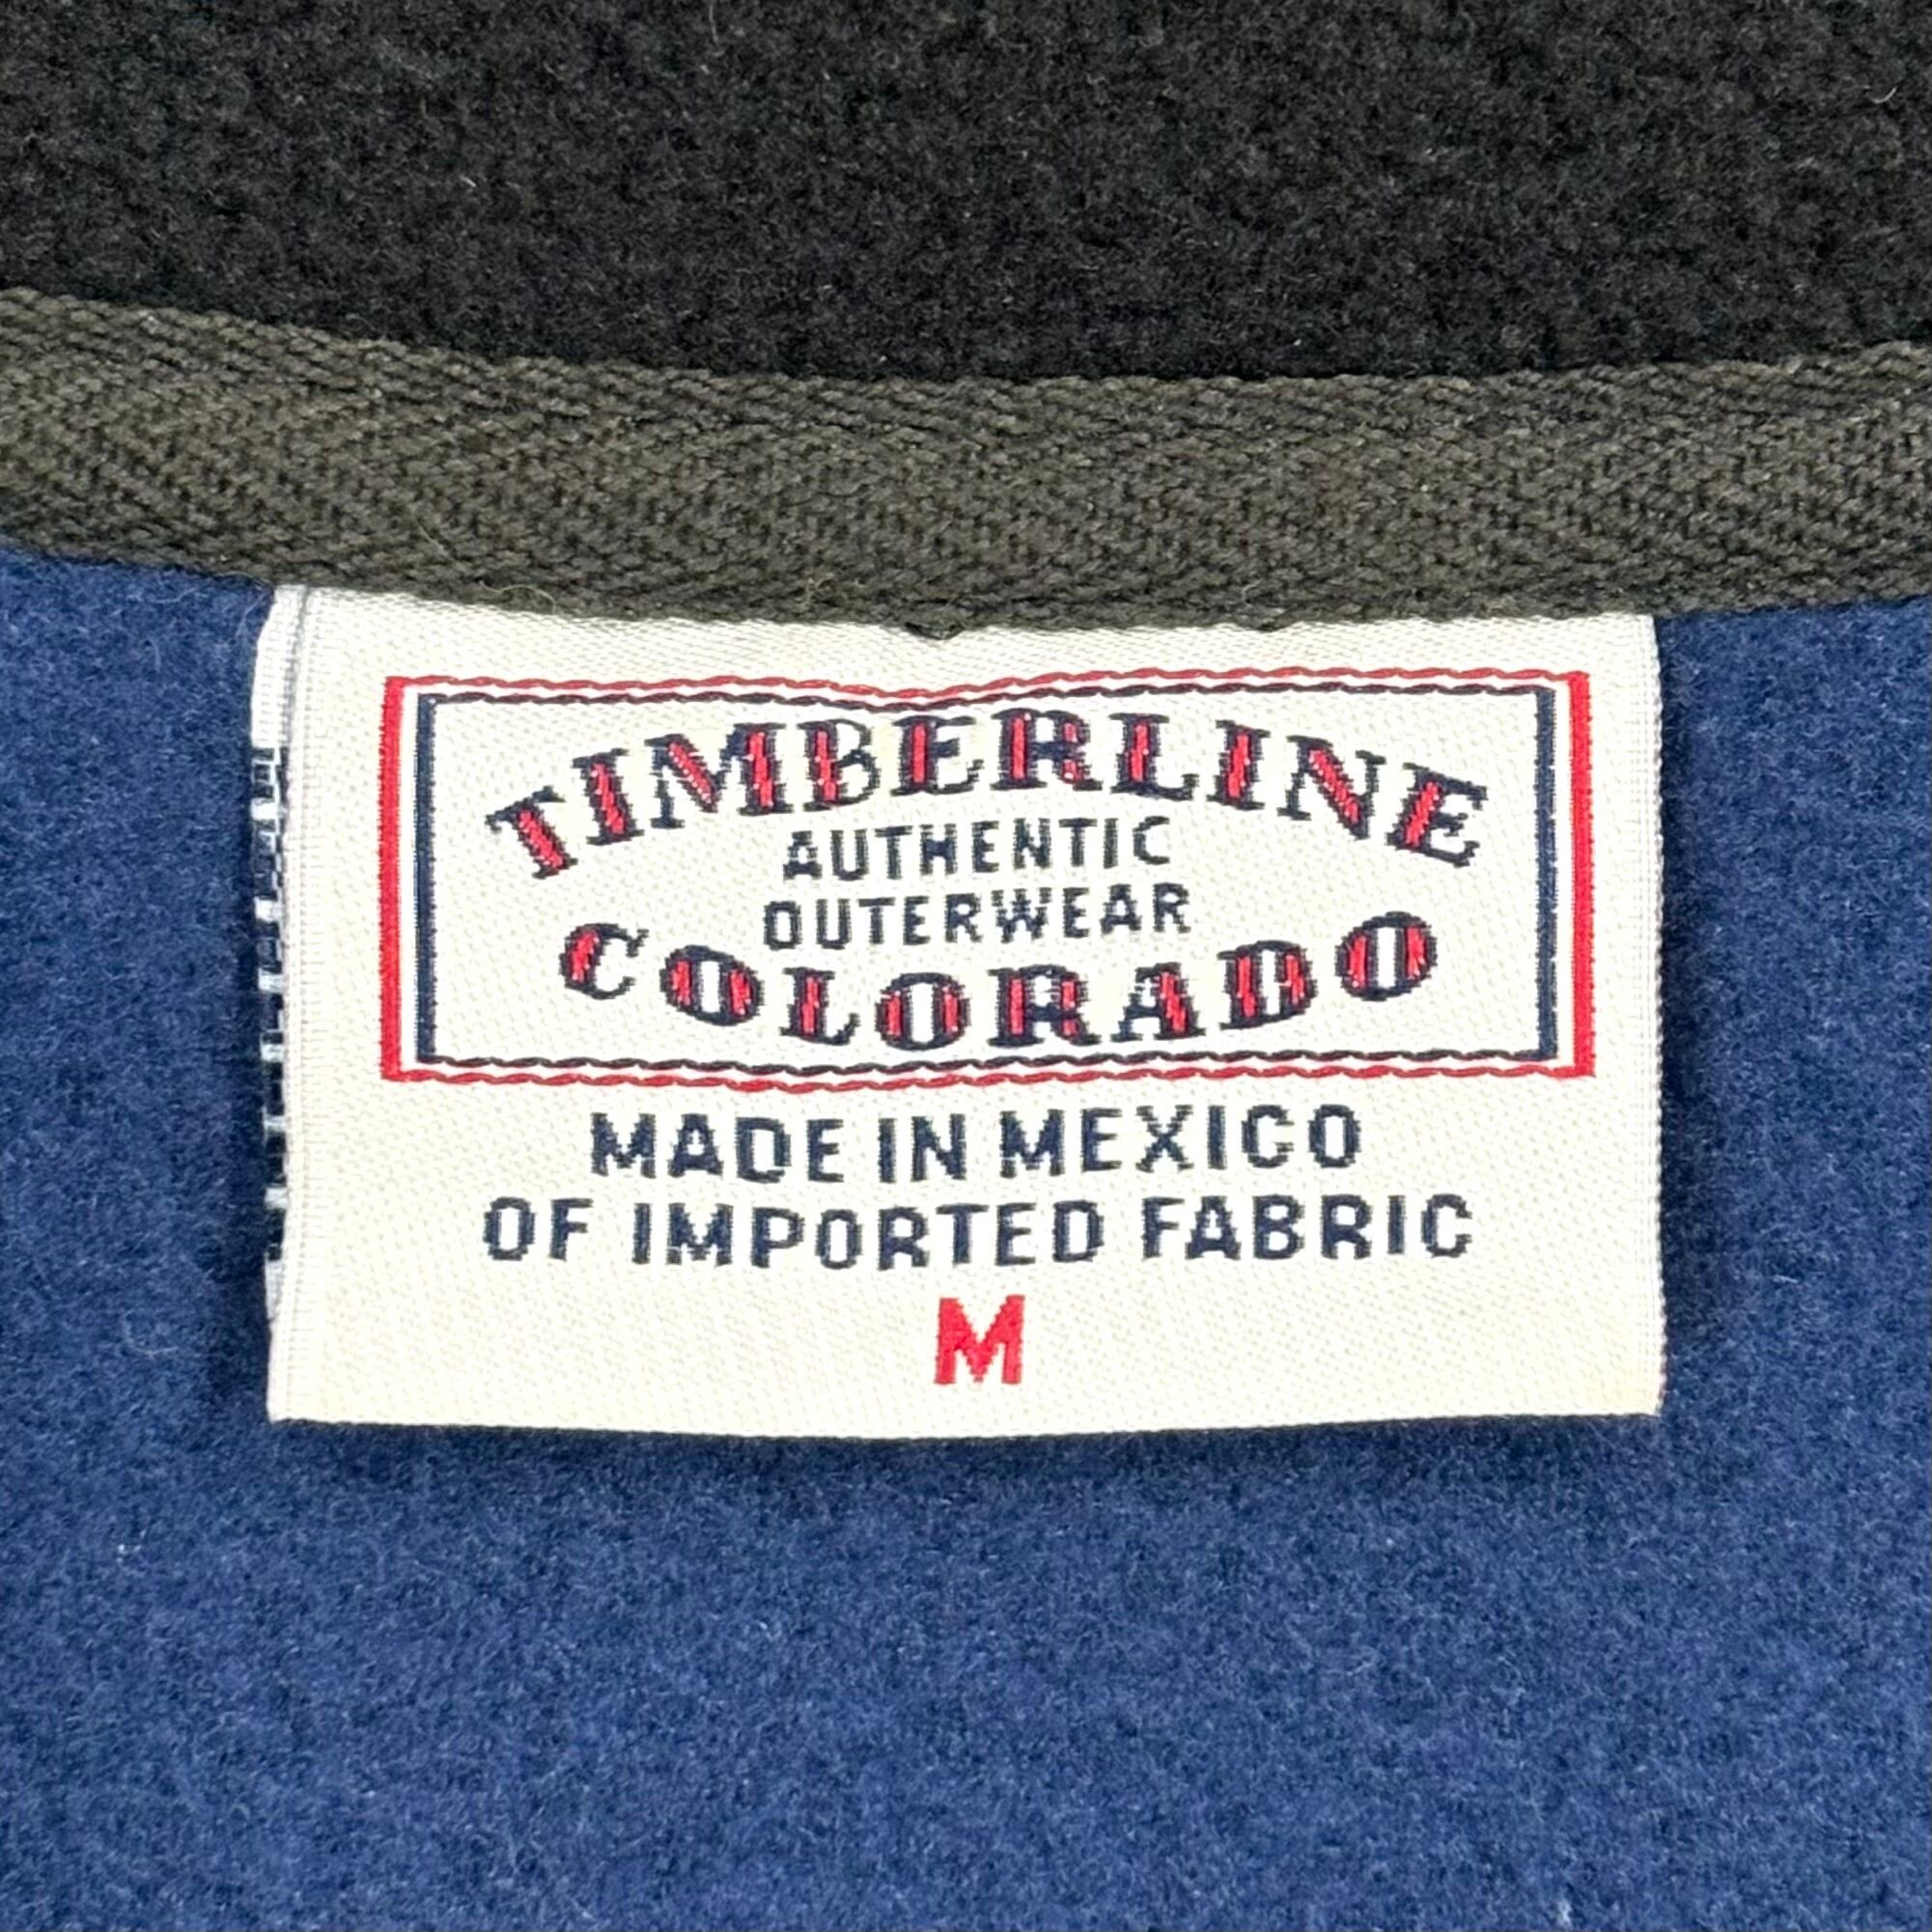 TIMBERLINE
AUTHENTIC
OUTERWEAR
COLORADO
MADE IN MEXICO
OF IMPORTED FABRIC
M